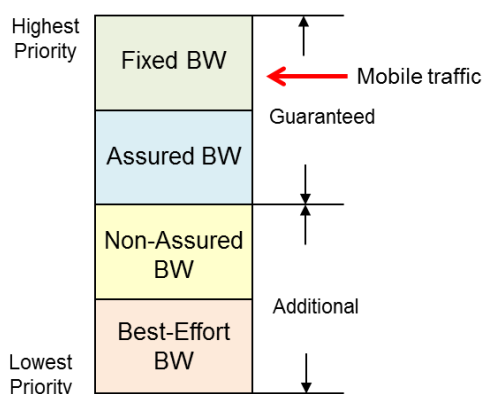 Highest
Priority
Fixed BW
Mobile traffic
Guaranteed
Assured BW
Non-Assured
BW
Additional
Best-Effort
BW
Lowest
Priority